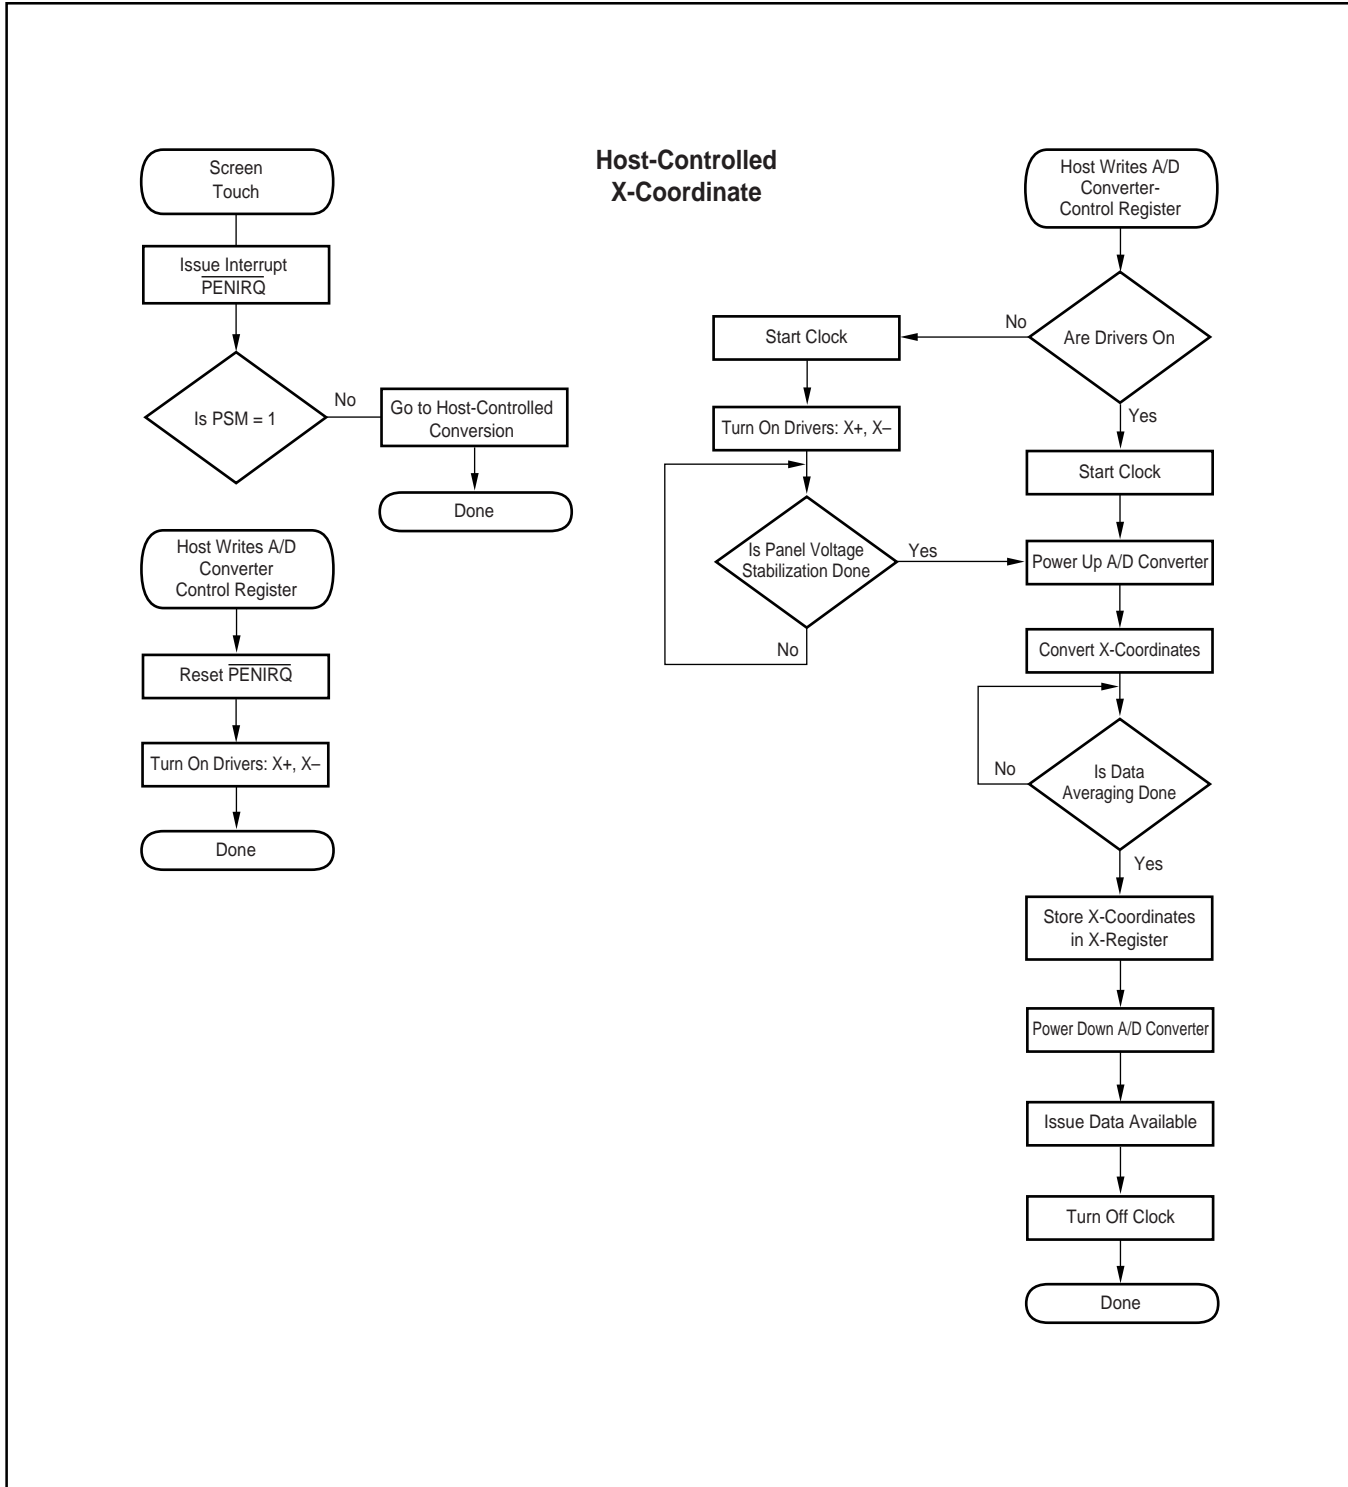 Host-Controlled
X-Coordinate
Screen
Touch
Issue Interrupt
PENIRQ
Is PSM = 1
No
Go to Host-Controlled
Conversion
Done
Host Writes A/D
Converter
Control Register
Reset PENIRQ
Turn On Drivers: X+, X–
Done
Host Writes A/D
Converter-
Control Register
Are Drivers On
No
Start Clock
Turn On Drivers: X+, X–
Is Panel Voltage
Stabilization Done
Yes
No
Yes
Start Clock
Power Up A/D Converter
Convert X-Coordinates
Is Data
Averaging Done
No
Yes
Store X-Coordinates
in X-Register
Power Down A/D Converter
Issue Data Available
Turn Off Clock
Done